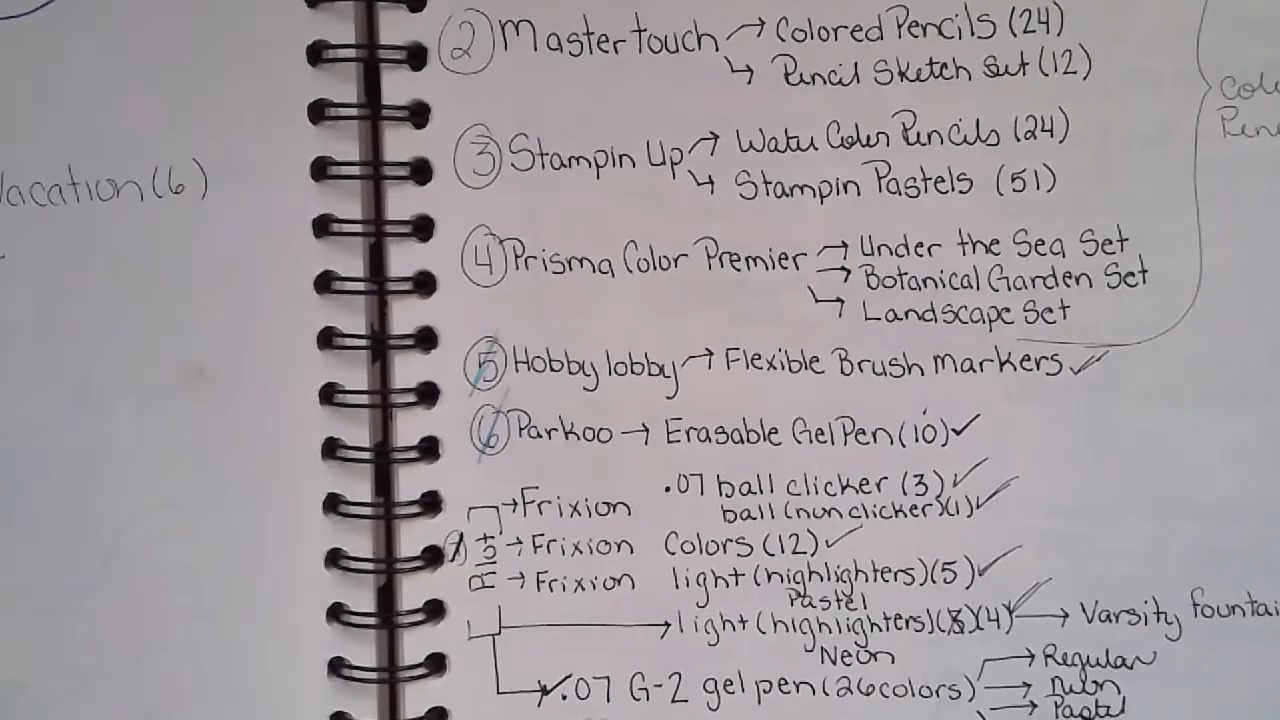 ② Mastertouch → Colored Pencils (24)
↳ Pencil Sketch Set (12)
Vacation (6)
③ Stampin Up → Water Color Pencils (24)
↳ Stampin Pastels (51)
④ Prisma Color Premier → Under the Sea Set
→ Botanical Garden Set
↳ Landscape Set
⑤ Hobby lobby → Flexible Brush markers ✓
⑥ Parkoo → Erasable Gel Pen (10) ✓
→ Frixion .07 ball clicker (3) ✓
ball (nonclicker) (1) ✓
→ Frixion Colors (12) ✓
→ Frixion light (highlighters) (5) ✓
Pastel
→ light (highlighters) (4) ✓ → Varsity fountai
Neon
.07 G-2 gel pen (26 colors) → Regular
→ Neon
→ Pastel